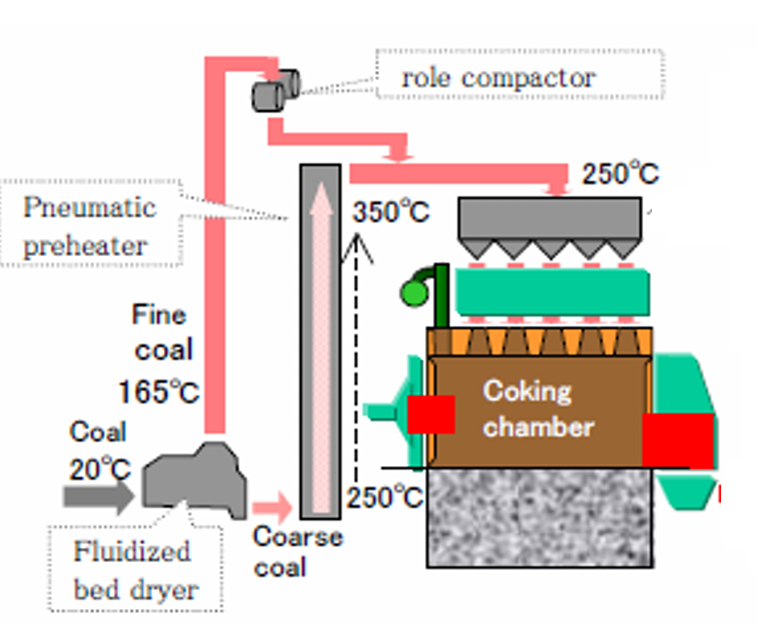 role compactor
250℃
Pneumatic
preheater
350℃
Fine
coal
165℃
Coal
20℃
Coking
chamber
250℃
Coarse
coal
Fluidized
bed dryer